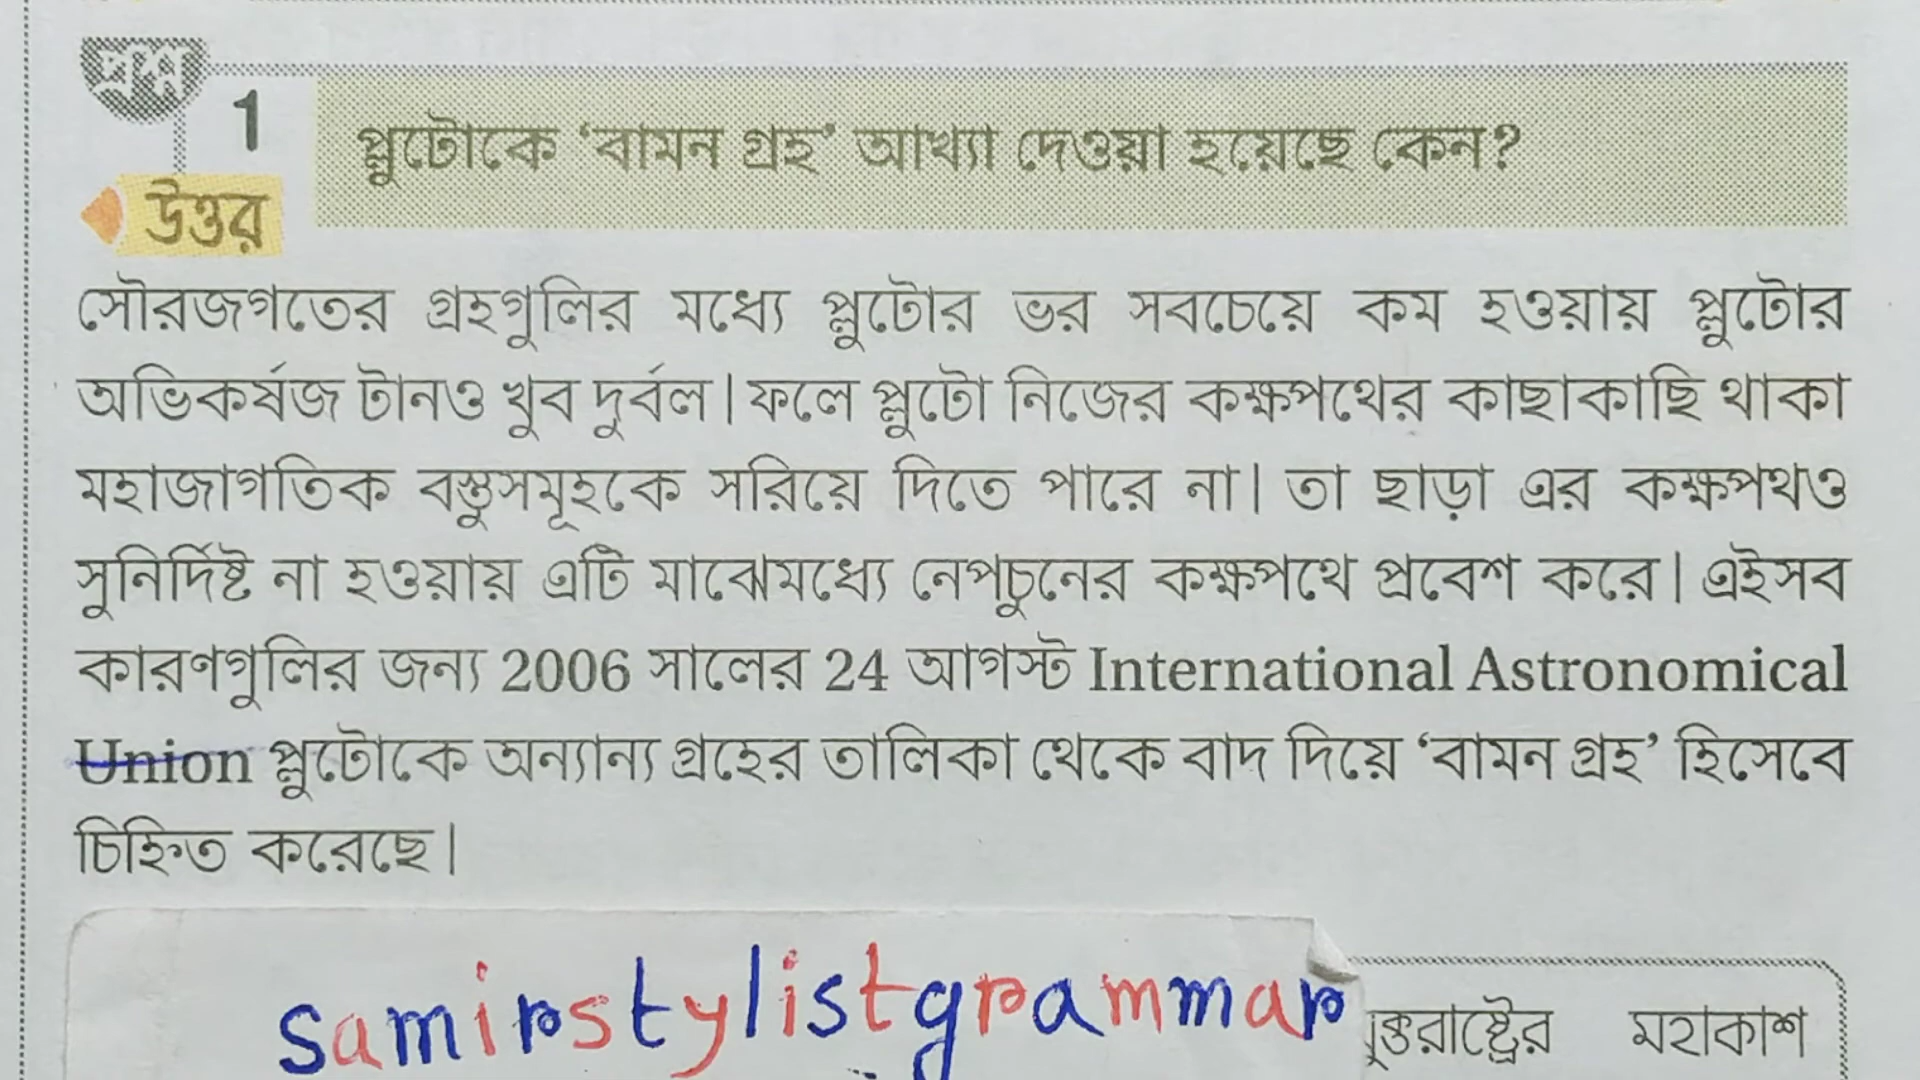 প্রশ্ন
1
প্লুটোকে ‘বামন গ্রহ’ আখ্যা দেওয়া হয়েছে কেন?
উত্তর
সৌরজগতের গ্রহগুলির মধ্যে প্লুটোর ভর সবচেয়ে কম হওয়ায় প্লুটোর
অভিকর্ষজ টানও খুব দুর্বল। ফলে প্লুটো নিজের কক্ষপথের কাছাকাছি থাকা
মহাজাগতিক বস্তুসমূহকে সরিয়ে দিতে পারে না। তা ছাড়া এর কক্ষপথও
সুনির্দিষ্ট না হওয়ায় এটি মাঝেমধ্যে নেপচুনের কক্ষপথে প্রবেশ করে। এইসব
কারণগুলির জন্য 2006 সালের 24 আগস্ট International Astronomical
Union প্লুটোকে অন্যান্য গ্রহের তালিকা থেকে বাদ দিয়ে ‘বামন গ্রহ’ হিসেবে
চিহ্নিত করেছে।
samirstylistgrammar
মহাকাশ